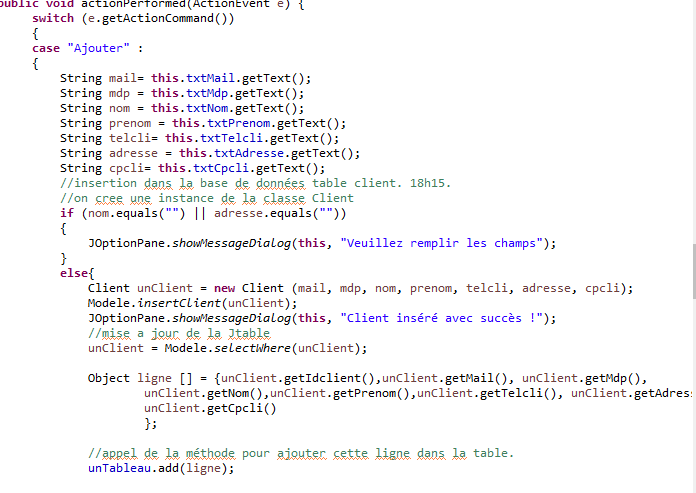 public void actionPerformed(ActionEvent e) {
switch (e.getActionCommand())
{
case "Ajouter" :
{
String mail= this.txtMail.getText();
String mdp = this.txtMdp.getText();
String nom = this.txtNom.getText();
String prenom = this.txtPrenom.getText();
String telcli= this.txtTelcli.getText();
String adresse = this.txtAdresse.getText();
String cpcli= this.txtCpcli.getText();
//insertion dans la base de données table client. 18h15.
//on cree une instance de la classe Client
if (nom.equals("") || adresse.equals(""))
{
JOptionPane.showMessageDialog(this, "Veuillez remplir les champs");
}
else{
Client unClient = new Client (mail, mdp, nom, prenom, telcli, adresse, cpcli);
Modele.insertClient(unClient);
JOptionPane.showMessageDialog(this, "Client inséré avec succès !");
//mise a jour de la Jtable
unClient = Modele.selectWhere(unClient);
Object ligne [] = {unClient.getIdclient(),unClient.getMail(), unClient.getMdp(),
unClient.getNom(),unClient.getPrenom(),unClient.getTelcli(), unClient.getAdres
unClient.getCpcli()
};
//appel de la méthode pour ajouter cette ligne dans la table.
unTableau.add(ligne);